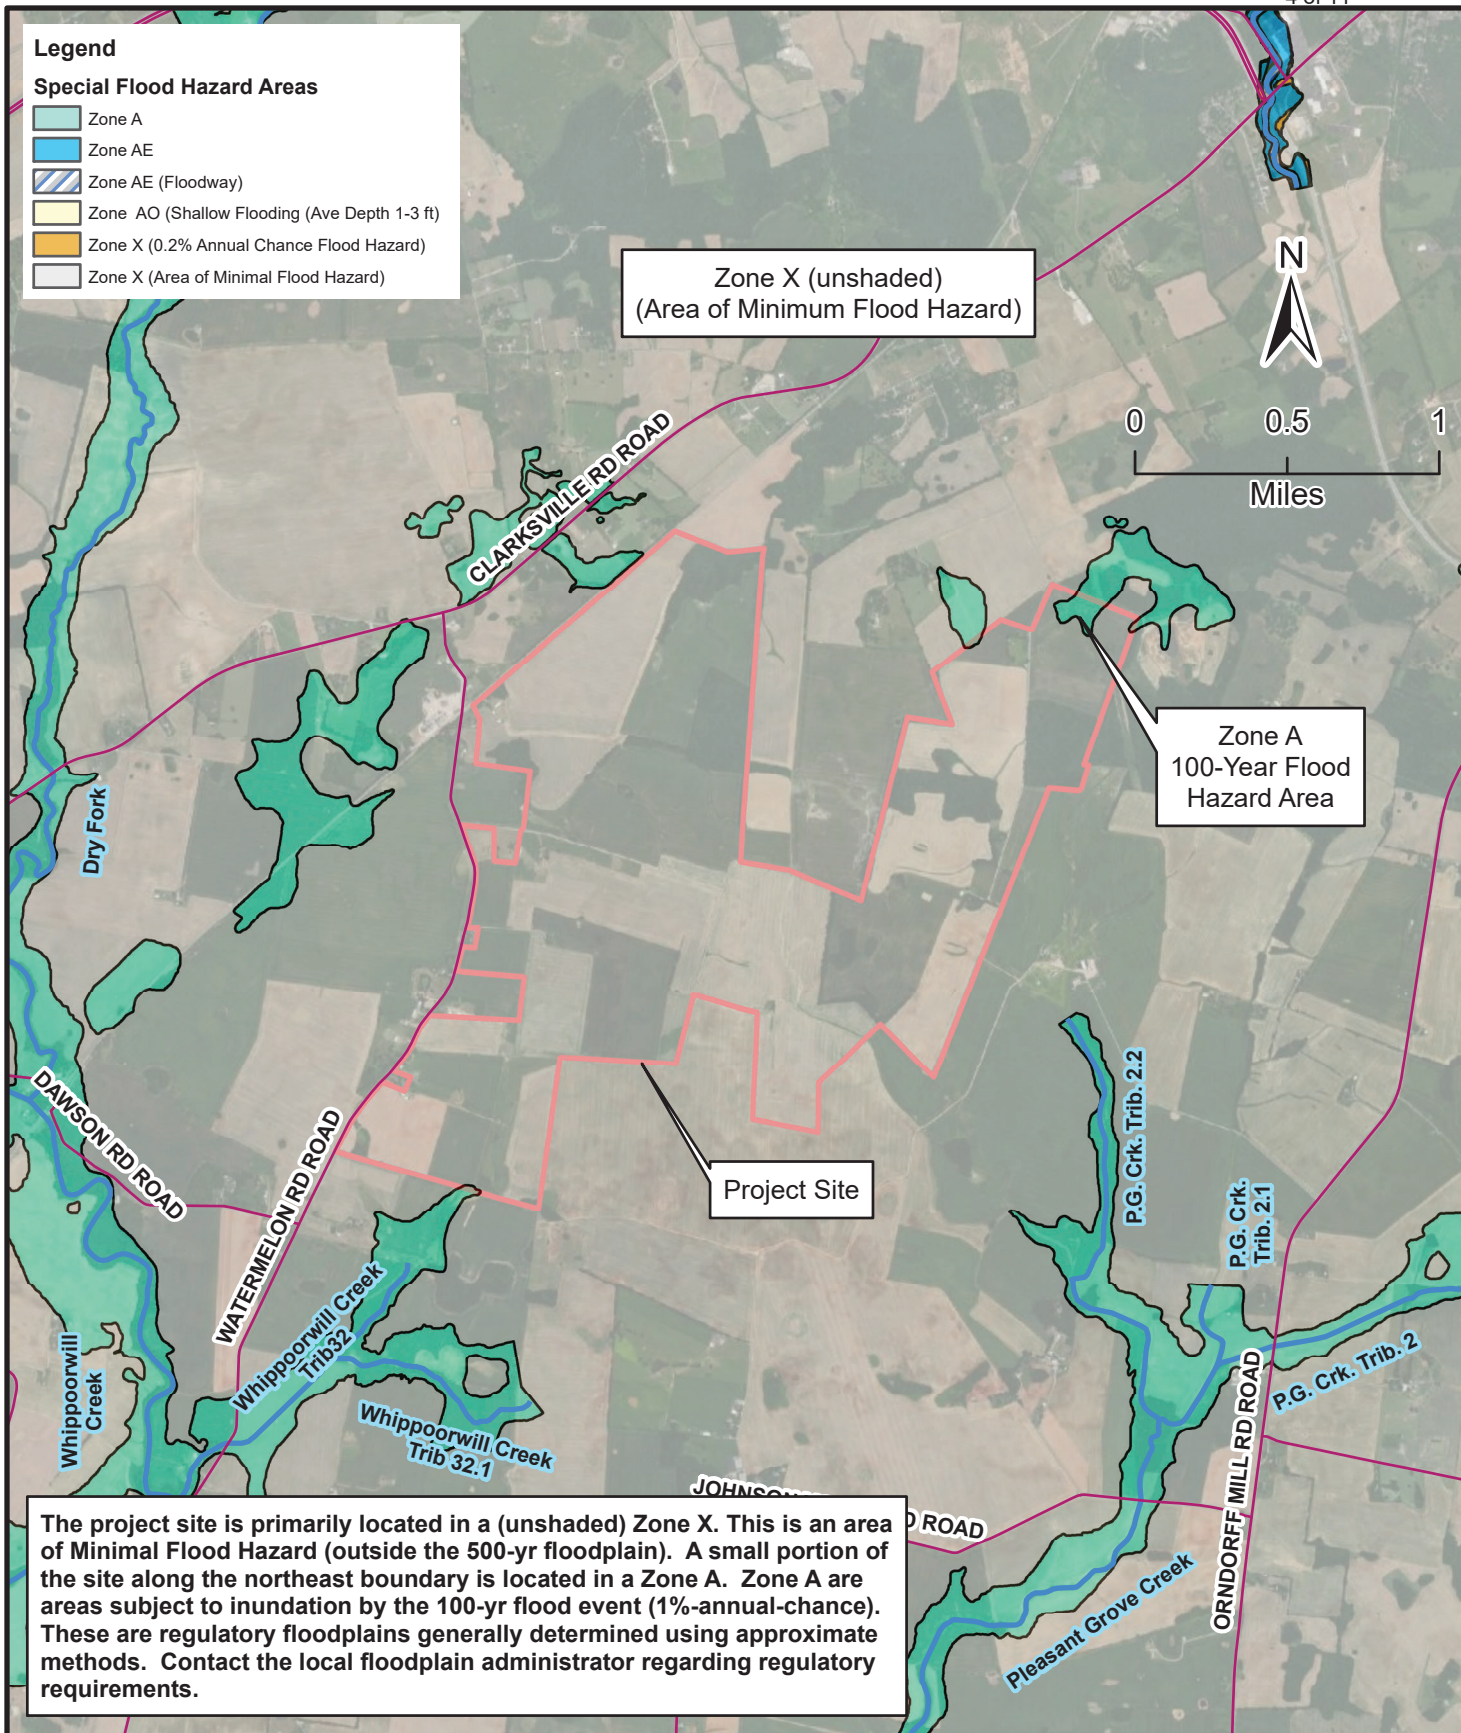 Legend
Special Flood Hazard Areas
Zone A
Zone AE
Zone AE (Floodway)
Zone  AO (Shallow Flooding (Ave Depth 1-3 ft)
Zone X (0.2% Annual Chance Flood Hazard)
Zone X (Area of Minimal Flood Hazard)
Zone X (unshaded)
(Area of Minimum Flood Hazard)
N
0 0.5 1
Miles
CLARKSVILLE RD ROAD
Zone A
100-Year Flood
Hazard Area
Dry Fork
DAWSON RD ROAD
WATERMELON RD ROAD
Project Site
P.G. Crk. Trib. 2.2
P.G. Crk.
Trib. 2.1
Whippoorwill
Creek
Whippoorwill Creek
Trib32
Whippoorwill Creek
Trib 32.1
P.G. Crk. Trib. 2
ORNDORFF MILL RD ROAD
ROAD
Pleasant Grove Creek
The project site is primarily located in a (unshaded) Zone X. This is an area
of Minimal Flood Hazard (outside the 500-yr floodplain).  A small portion of
the site along the northeast boundary is located in a Zone A.  Zone A are
areas subject to inundation by the 100-yr flood event (1%-annual-chance).
These are regulatory floodplains generally determined using approximate
methods.  Contact the local floodplain administrator regarding regulatory
requirements.